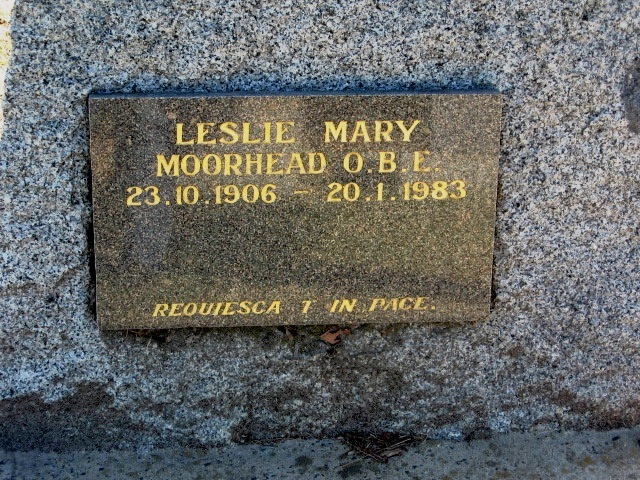 LESLIE MARY
MOORHEAD O.B.E.
23.10.1906 - 20.1.1983
REQUIESCA T IN PACE.